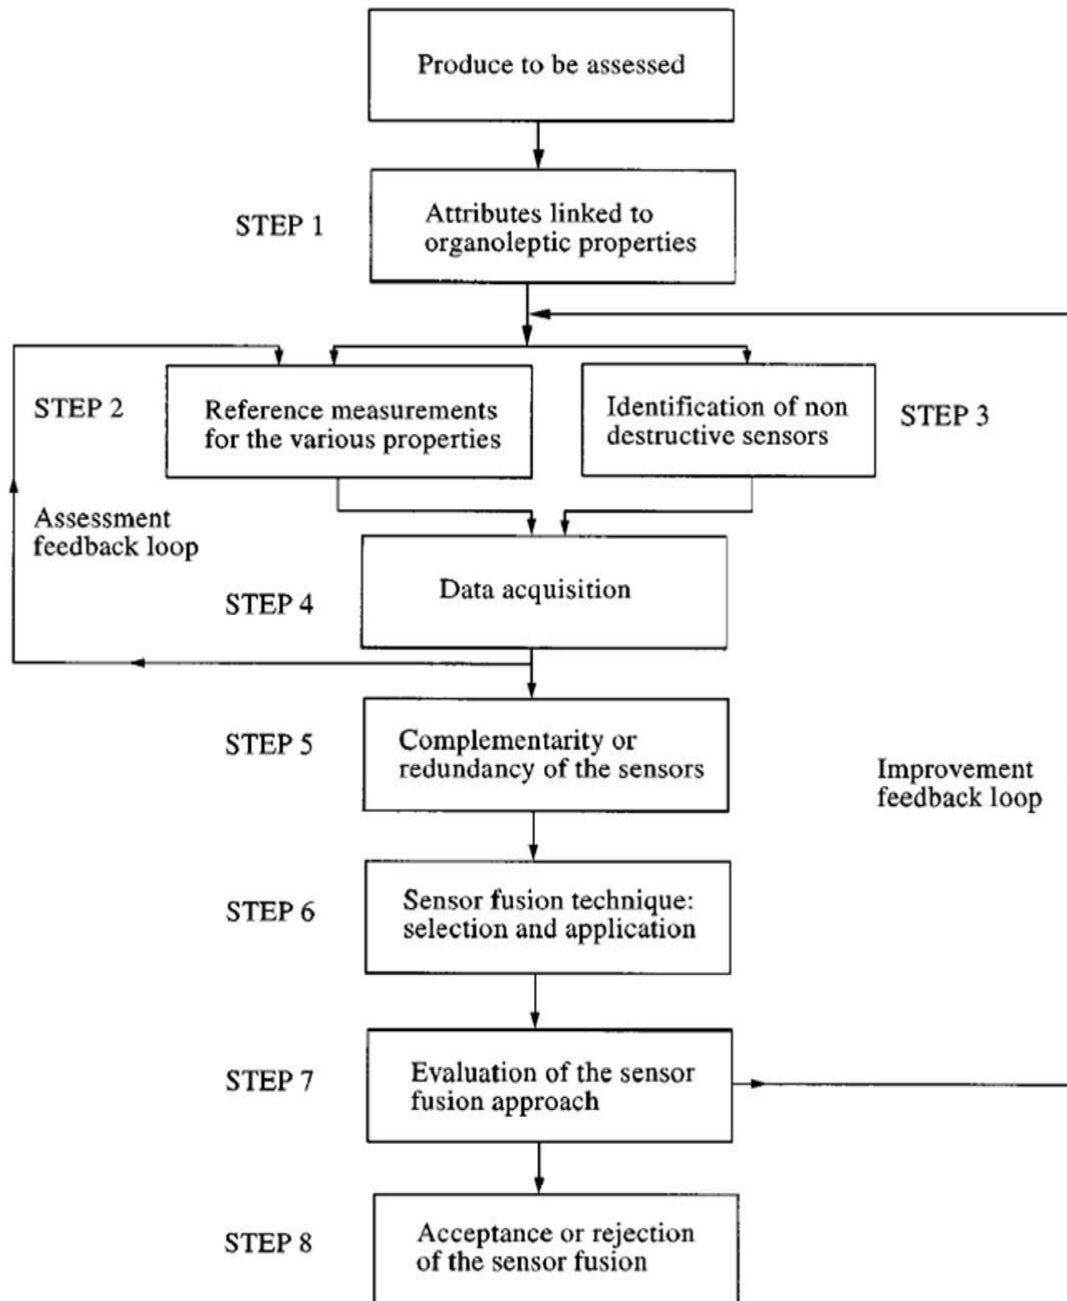 Produce to be assessed
STEP 1
Attributes linked to
organoleptic properties
STEP 2
Reference measurements
for the various properties
Identification of non
destructive sensors
STEP 3
Assessment
feedback loop
STEP 4
Data acquisition
STEP 5
Complementarity or
redundancy of the sensors
Improvement
feedback loop
STEP 6
Sensor fusion technique:
selection and application
STEP 7
Evaluation of the sensor
fusion approach
STEP 8
Acceptance or rejection
of the sensor fusion